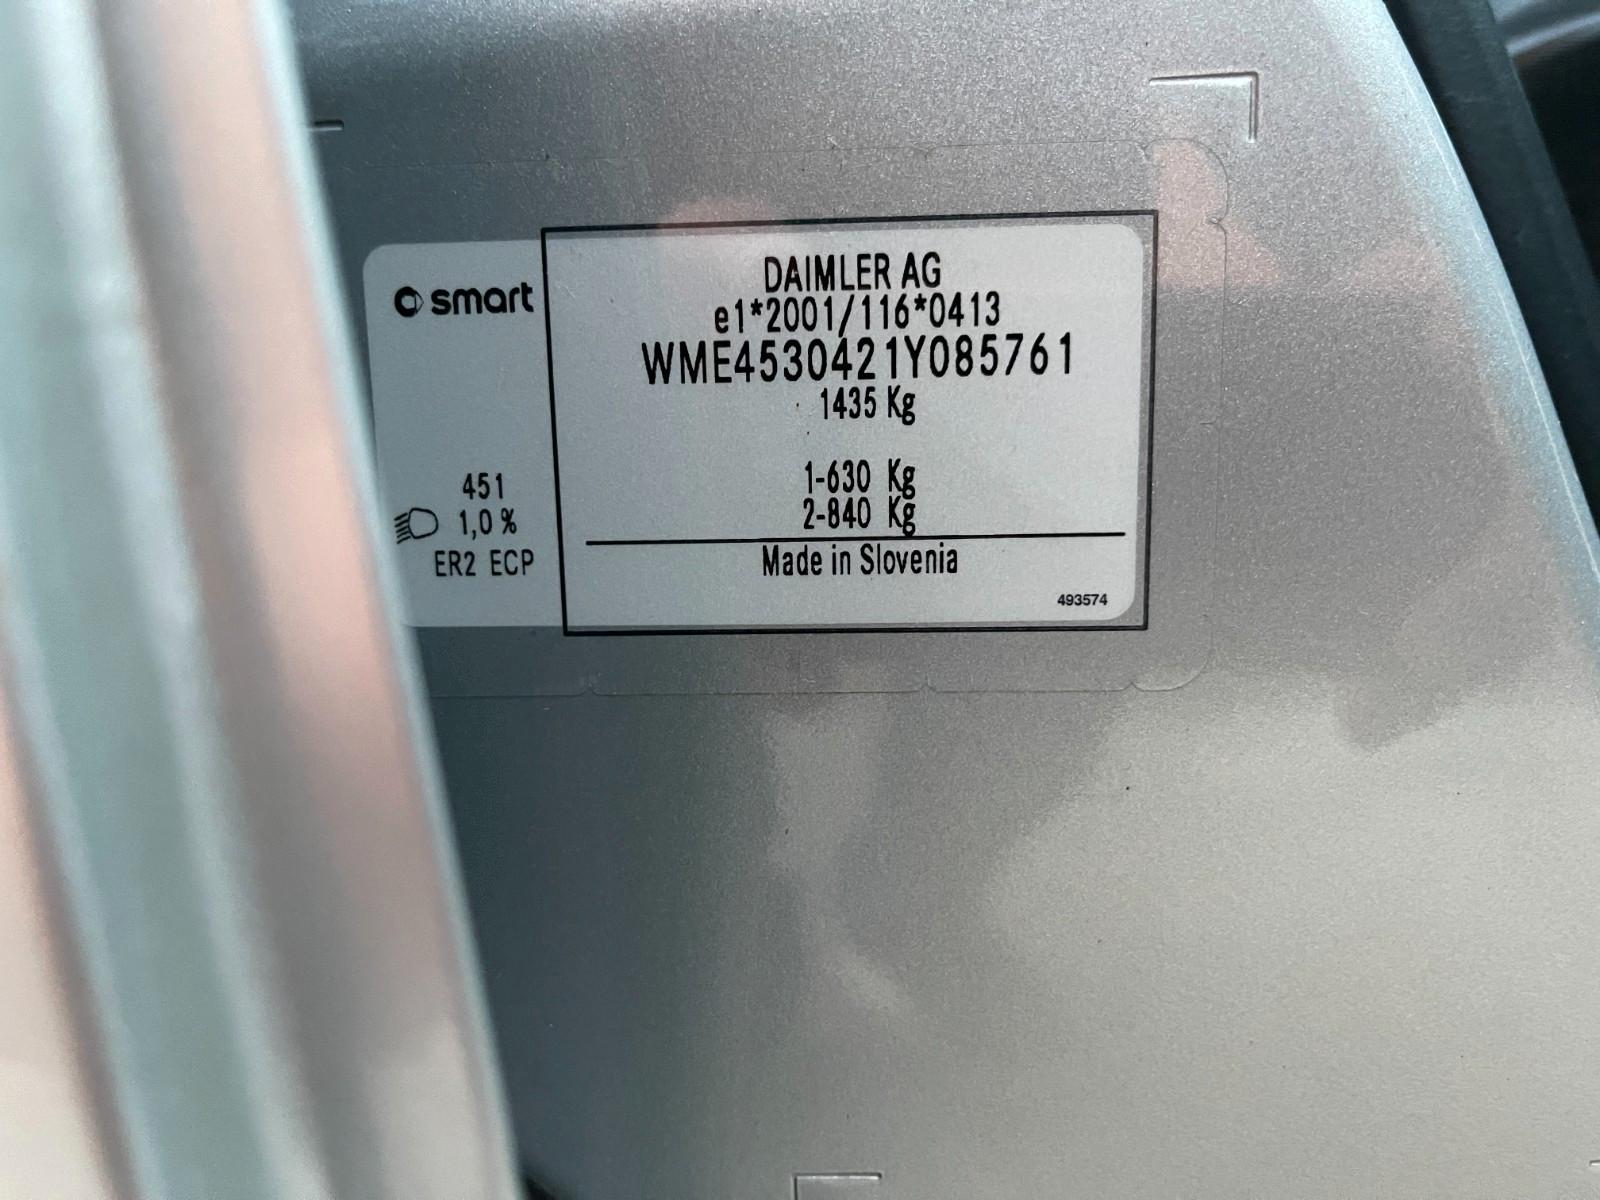 smart
DAIMLER AG
e1*2001/116*0413
WME4530421Y085761
1435 Kg
1-630 Kg
2-840 Kg
451
1,0 %
ER2 ECP
Made in Slovenia
493574